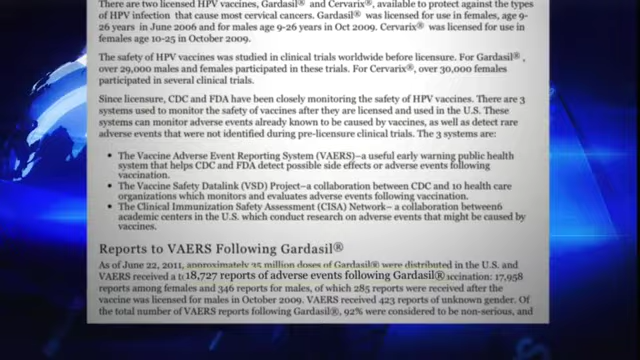 There are two licensed HPV vaccines, Gardasil® and Cervarix®, available to protect against the types
of HPV infection that cause most cervical cancers. Gardasil® was licensed for use in females, age 9-
26 years in June 2006 and for males age 9-26 years in Oct 2009. Cervarix® was licensed for use in
females age 10-25 in October 2009.
The safety of HPV vaccines was studied in clinical trials worldwide before licensure. For Gardasil® ,
over 29,000 males and females participated in these trials. For Cervarix®, over 30,000 females
participated in several clinical trials.
Since licensure, CDC and FDA have been closely monitoring the safety of HPV vaccines. There are 3
systems used to monitor the safety of vaccines after they are licensed and used in the U.S. These
systems can monitor adverse events already known to be caused by vaccines, as well as detect rare
adverse events that were not identified during pre-licensure clinical trials. The 3 systems are:
• The Vaccine Adverse Event Reporting System (VAERS)–a useful early warning public health
system that helps CDC and FDA detect possible side effects or adverse events following
vaccination.
• The Vaccine Safety Datalink (VSD) Project–a collaboration between CDC and 10 health care
organizations which monitors and evaluates adverse events following vaccination.
• The Clinical Immunization Safety Assessment (CISA) Network– a collaboration between6
academic centers in the U.S. which conduct research on adverse events that might be caused by
vaccines.
Reports to VAERS Following Gardasil®
As of June 22, 2011, approximately 35 million doses of Gardasil® were distributed in the U.S. and
VAERS received a t 18,727 reports of adverse events following Gardasil® ccination: 17,958
reports among females and 346 reports for males, of which 285 reports were received after the
vaccine was licensed for males in October 2009. VAERS received 423 reports of unknown gender. Of
the total number of VAERS reports following Gardasil®, 92% were considered to be non-serious, and